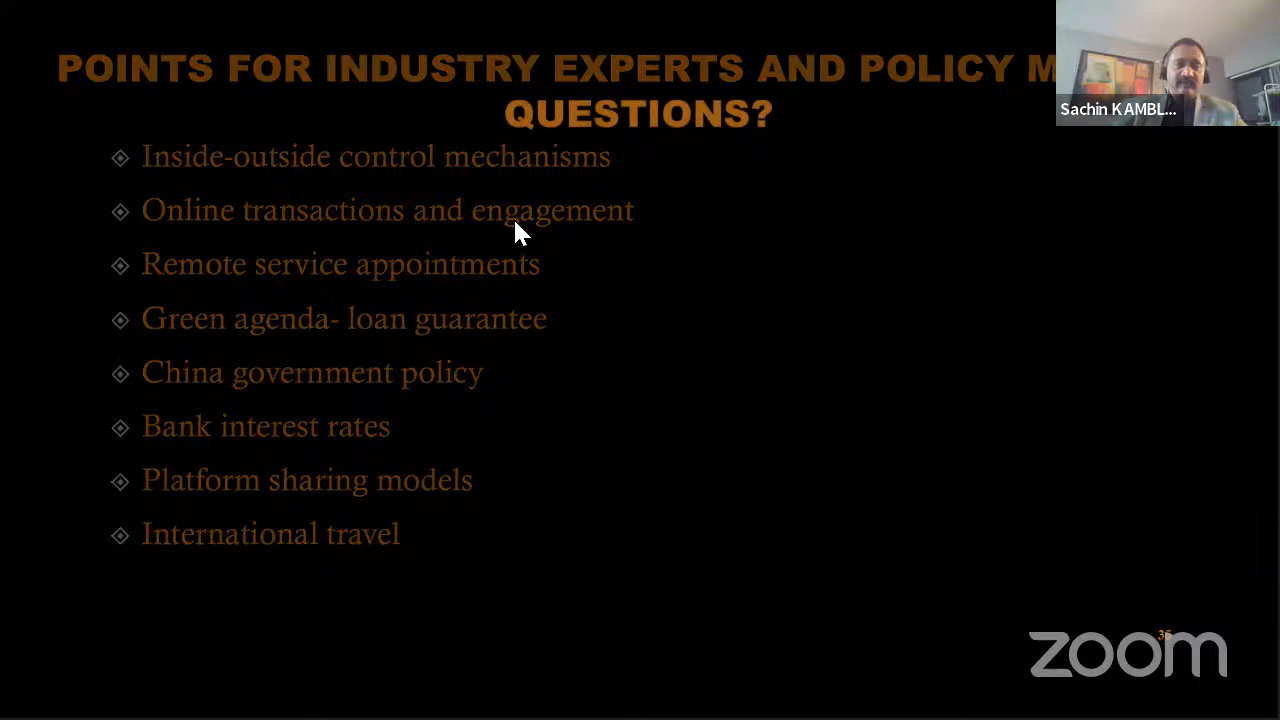 POINTS FOR INDUSTRY EXPERTS AND POLICY M
QUESTIONS?
Sachin KAMBL...
Inside-outside control mechanisms
Online transactions and engagement
Remote service appointments
Green agenda- loan guarantee
China government policy
Bank interest rates
Platform sharing models
International travel
zoom